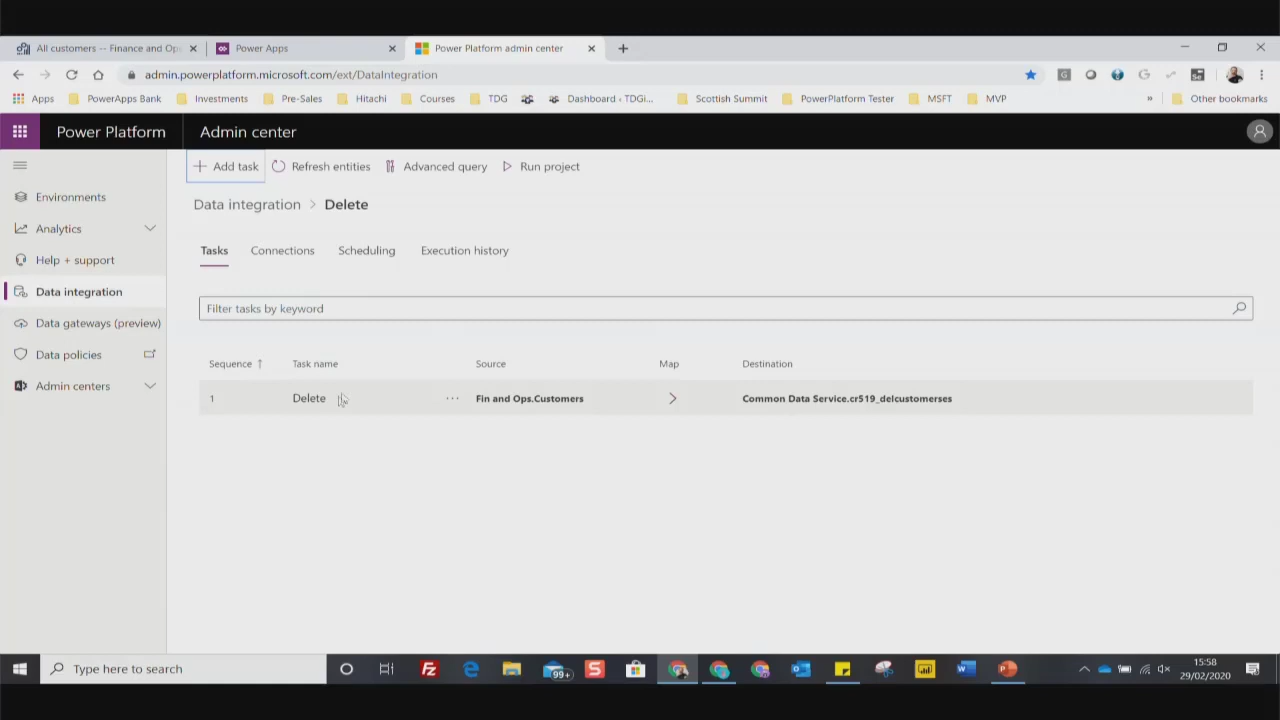 All customers -- Finance and Op
Power Apps
Power Platform admin center
admin.powerplatform.microsoft.com/ext/DataIntegration
Apps PowerApps Bank Investments Pre-Sales Hitachi Courses TDG Dashboard ‹ TDGi... Scottish Summit PowerPlatform Tester MSFT MVP » Other bookmarks
Power Platform Admin center
Add task Refresh entities Advanced query Run project
Environments
Analytics
Help + support
Data integration
Data gateways (preview)
Data policies
Admin centers
Data integration > Delete
Tasks Connections Scheduling Execution history
Filter tasks by keyword
Sequence ↑ Task name Source Map Destination
1 Delete ··· Fin and Ops.Customers Common Data Service.cr519_delcustomerses
Type here to search
99+
15:58
29/02/2020